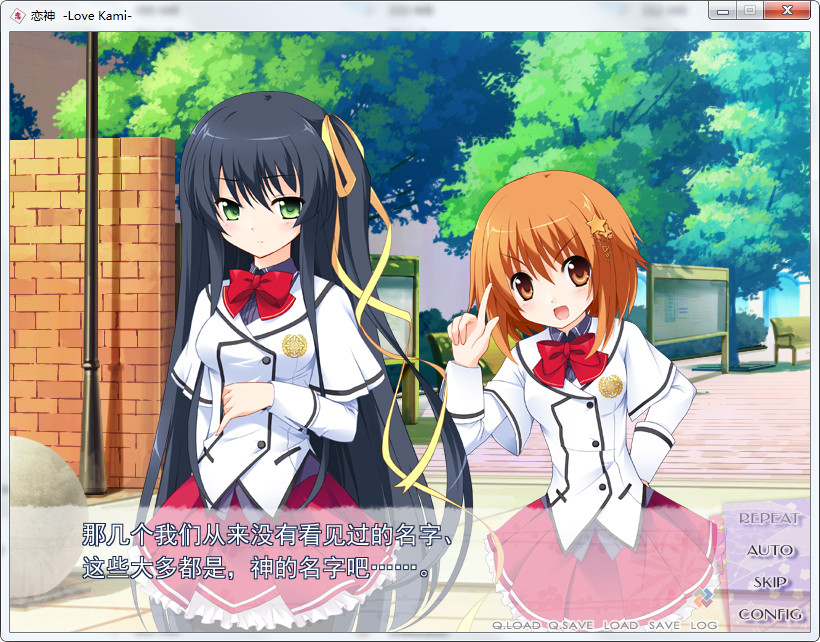 恋神 -Love Kami-
那几个我们从来没有看见过的名字、
这些大多都是，神的名字吧……。
REPEAT
AUTO
SKIP
CONFIG
Q.LOAD Q.SAVE LOAD SAVE LOG